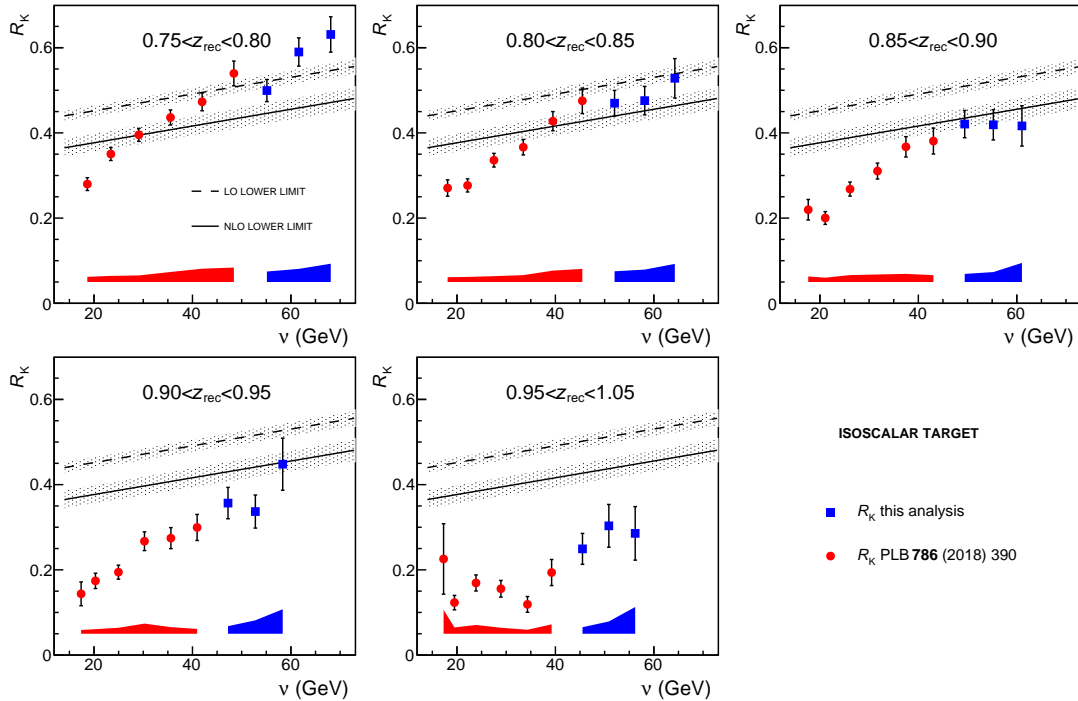 0.75<z_rec<0.80
0.80<z_rec<0.85
0.85<z_rec<0.90
R_K
R_K
R_K
0.6
0.4
0.2
0
0.6
0.4
0.2
0
0.6
0.4
0.2
0
LO LOWER LIMIT
NLO LOWER LIMIT
20 40 60
20 40 60
20 40 60
ν (GeV)
ν (GeV)
ν (GeV)
0.90<z_rec<0.95
0.95<z_rec<1.05
R_K
R_K
0.6
0.4
0.2
0
0.6
0.4
0.2
0
20 40 60
20 40 60
ν (GeV)
ν (GeV)
ISOSCALAR TARGET
R_K this analysis
R_K PLB 786 (2018) 390